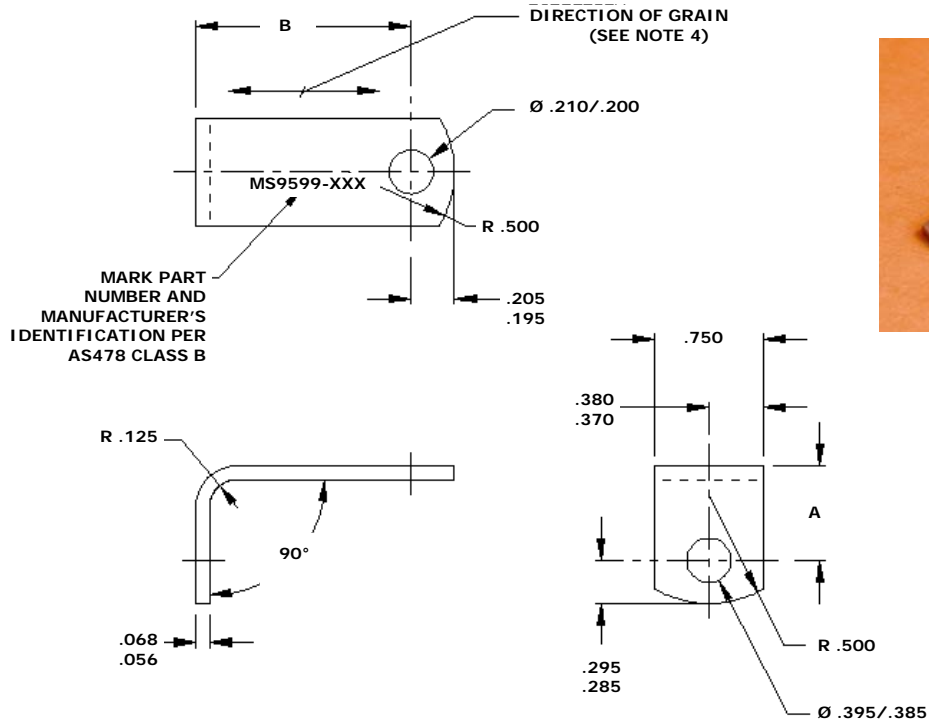 B
DIRECTION OF GRAIN
(SEE NOTE 4)
Ø .210/.200
MS9599-XXX
R .500
MARK PART
NUMBER AND
MANUFACTURER'S
IDENTIFICATION PER
AS478 CLASS B
.205
.195
.750
.380
.370
R .125
A
90°
.068
.056
.295
.285
R .500
Ø .395/.385